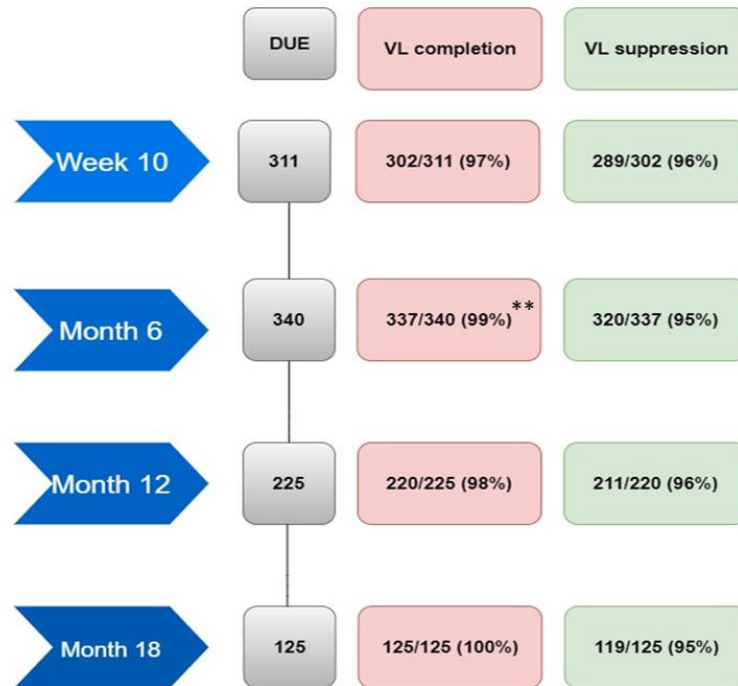 DUE
VL completion
VL suppression
Week 10
311
302/311 (97%)
289/302 (96%)
Month 6
340
337/340 (99%)**
320/337 (95%)
Month 12
225
220/225 (98%)
211/220 (96%)
Month 18
125
125/125 (100%)
119/125 (95%)